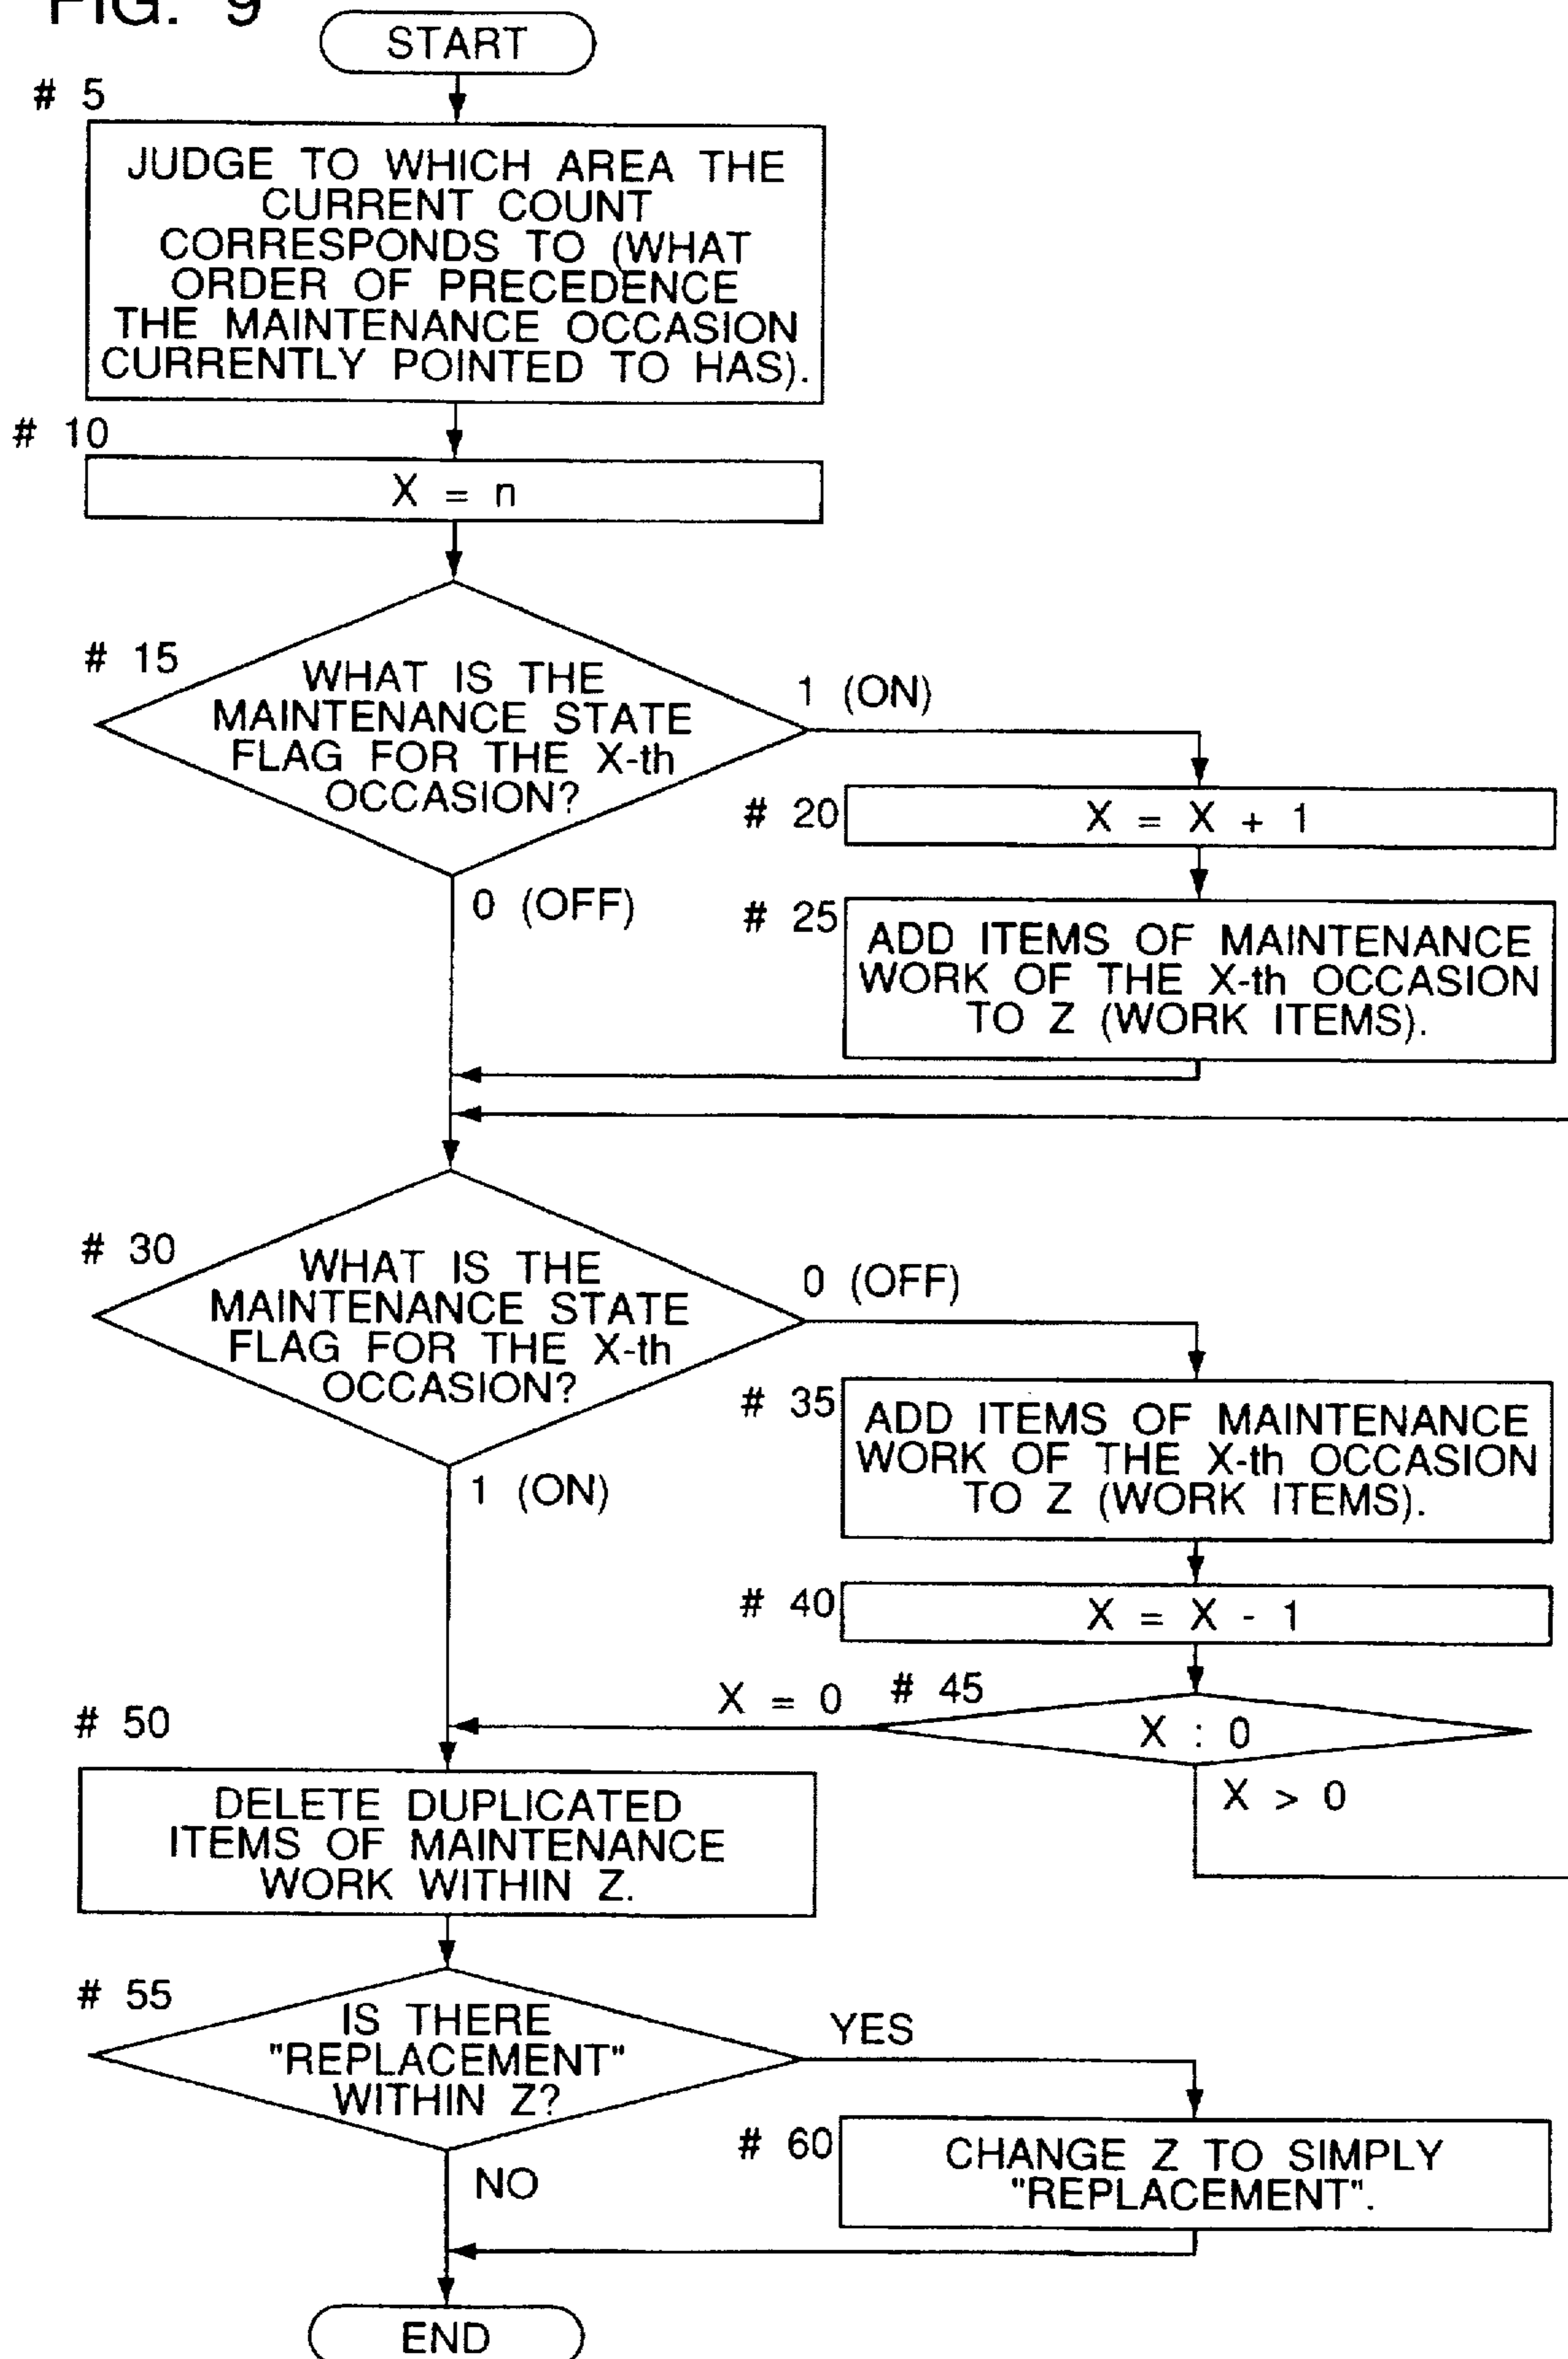 FIG. 9
START
# 5
JUDGE TO WHICH AREA THE
CURRENT COUNT
CORRESPONDS TO (WHAT
ORDER OF PRECEDENCE
THE MAINTENANCE OCCASION
CURRENTLY POINTED TO HAS).
# 10
X = n
# 15
WHAT IS THE
MAINTENANCE STATE
FLAG FOR THE X-th
OCCASION?
1 (ON)
# 20
X = X + 1
0 (OFF)
# 25
ADD ITEMS OF MAINTENANCE
WORK OF THE X-th OCCASION
TO Z (WORK ITEMS).
# 30
WHAT IS THE
MAINTENANCE STATE
FLAG FOR THE X-th
OCCASION?
0 (OFF)
# 35
ADD ITEMS OF MAINTENANCE
WORK OF THE X-th OCCASION
TO Z (WORK ITEMS).
1 (ON)
# 40
X = X - 1
# 45
X : 0
X = 0
X > 0
# 50
DELETE DUPLICATED
ITEMS OF MAINTENANCE
WORK WITHIN Z.
# 55
IS THERE
"REPLACEMENT"
WITHIN Z?
YES
# 60
CHANGE Z TO SIMPLY
"REPLACEMENT".
NO
END